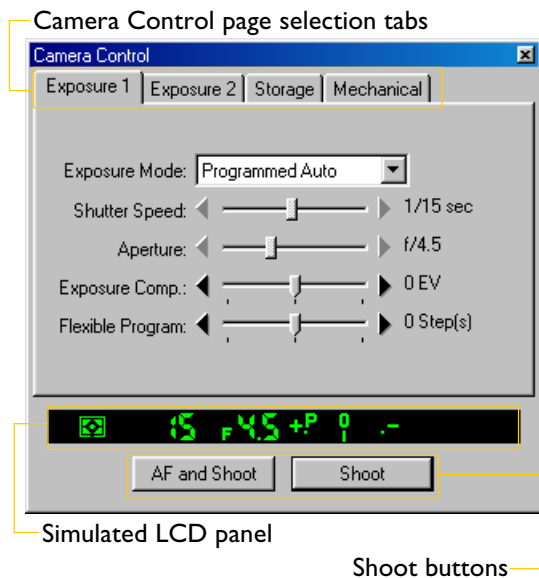 Camera Control page selection tabs
Camera Control
Exposure 1 Exposure 2 Storage Mechanical
Exposure Mode: Programmed Auto
Shutter Speed: 1/15 sec
Aperture: f/4.5
Exposure Comp.: 0 EV
Flexible Program: 0 Step(s)
15 F4.5 +.P 0 .-
AF and Shoot Shoot
Simulated LCD panel
Shoot buttons